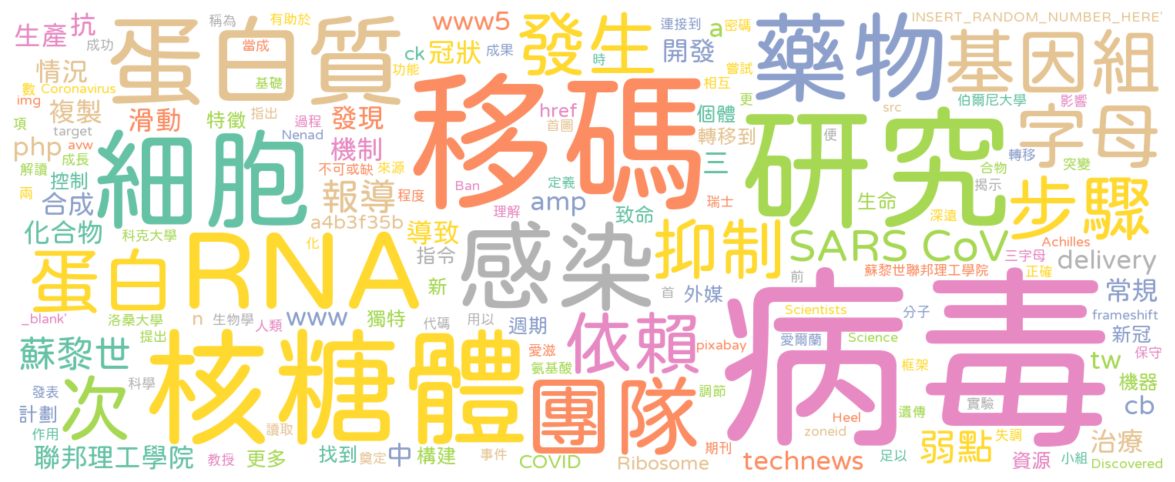 生產 抗 蛋白質 稱為 有助於 www5 發生 連接到 a 密碼 藥物 INSERT_RANDOM_NUMBER_HERE'
成功 當成 ck 冠狀 成果 時 開發 基因組
情況 功能 相互 嘗試
數 Coronavirus 基礎 移碼 更 伯爾尼大學 影響
img 複製 指出 href 個體 src 字母
項 滑動 特徵 過程 發現 首圖 轉移到 研究 便
target Nenad
php avw 機制 三 合物 轉移 突變
解讀 成長 細胞 不可或缺 來源 揭示
兩 控制 報導 程度 Ban 定義 瑞士 生命 步驟
合成 理解 amp 致命 深遠
化合物 科克大學 a4b3f35b 導致 感染 抑制 SARS CoV Achilles
蛋白 RNA 化 指令 前 三字母 正確 delivery
新 首 外媒 蘇黎世聯邦理工學院 常規
_blank' 洛桑大學 n 生物學 www 獨特 代碼 用以 週期 依賴 病毒 frameshift
人類 Scientists 分子 新冠
蘇黎世 提出 核糖體 愛滋 愛爾蘭 Science 保守
pixabay tw
發表 次 科學 氨基酸 框架 機器
計劃 團隊 調節 遺傳 實驗 cb
作用 讀取 Heel
聯邦理工學院 教授 更多 找到 奠定 中 構建 事件 期刊 zoneid 弱點 失調 治療
COVID Ribosome technews 足以 資源 小組 Discovered